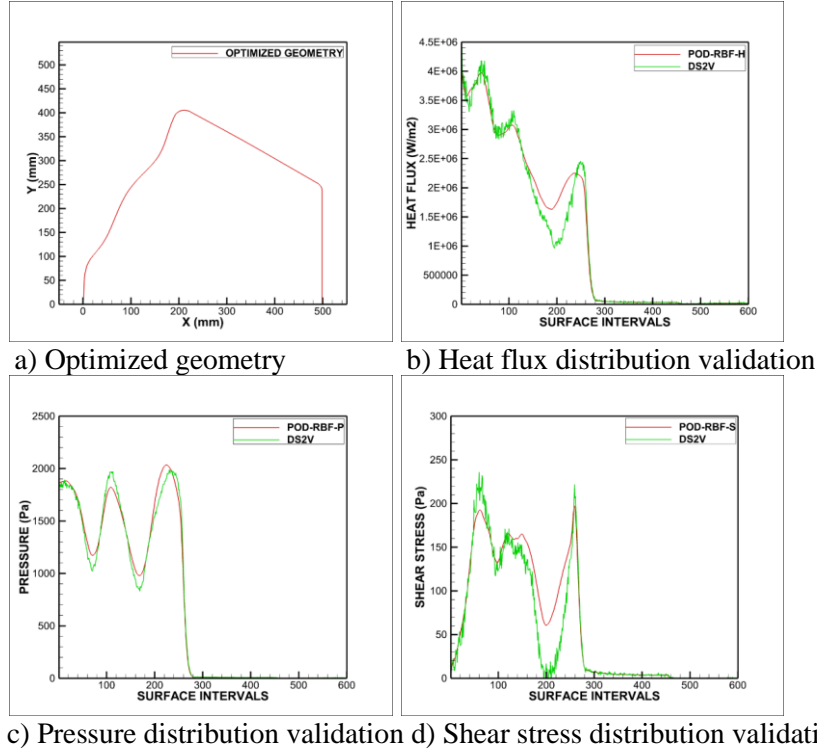 OPTIMIZED GEOMETRY
500
450
400
350
300
250
200
150
100
50
0
Y (mm)
0 100 200 300 400 500
X (mm)
POD-RBF-H
DS2V
4.5E+06
4E+06
3.5E+06
3E+06
2.5E+06
2E+06
1.5E+06
1E+06
500000
0
HEAT FLUX (W/m2)
100 200 300 400 500 600
SURFACE INTERVALS
a) Optimized geometry
b) Heat flux distribution validation
POD-RBF-P
DS2V
2500
2000
1500
1000
500
0
PRESSURE (Pa)
100 200 300 400 500 600
SURFACE INTERVALS
POD-RBF-S
DS2V
300
250
200
150
100
50
0
SHEAR STRESS (Pa)
100 200 300 400 500 600
SURFACE INTERVALS
c) Pressure distribution validation
d) Shear stress distribution validati